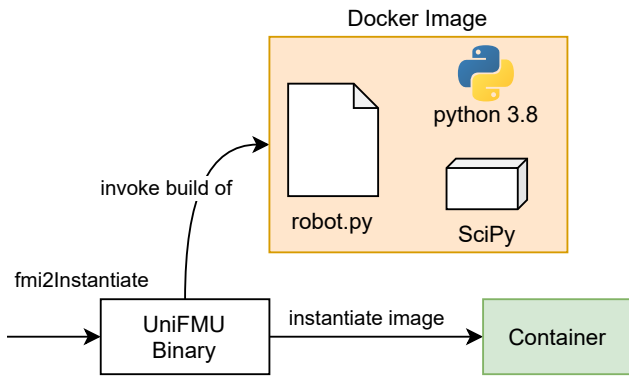 Docker Image
python 3.8
invoke build of
robot.py
SciPy
fmi2Instantiate
UniFMU
Binary
instantiate image
Container